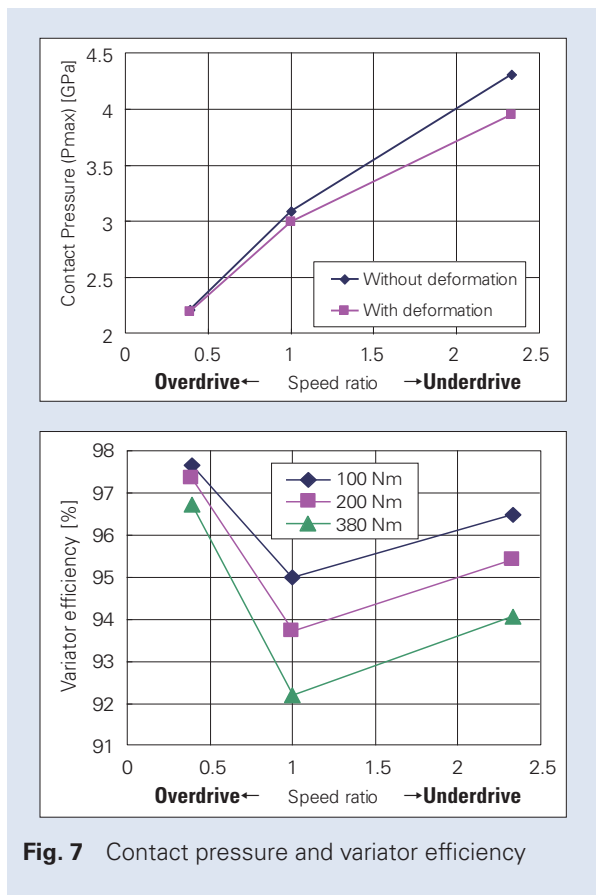 4.5
4
3.5
3
2.5
2
Contact Pressure (Pmax) [GPa]
Without deformation
With deformation
0 0.5 1 1.5 2 2.5
Overdrive← Speed ratio →Underdrive
98
97
96
95
94
93
92
91
Variator efficiency [%]
100 Nm
200 Nm
380 Nm
0 0.5 1 1.5 2 2.5
Overdrive← Speed ratio →Underdrive
Fig. 7 Contact pressure and variator efficiency